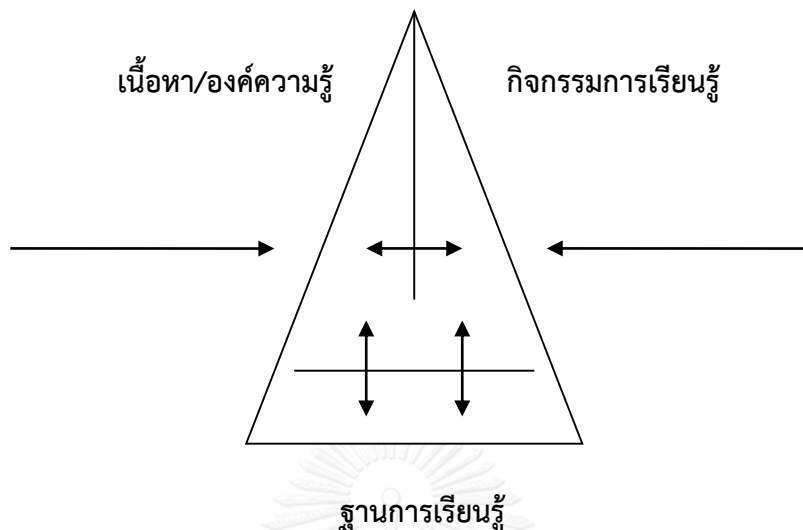 เนื้อหา/องค์ความรู้
กิจกรรมการเรียนรู้
ฐานการเรียนรู้